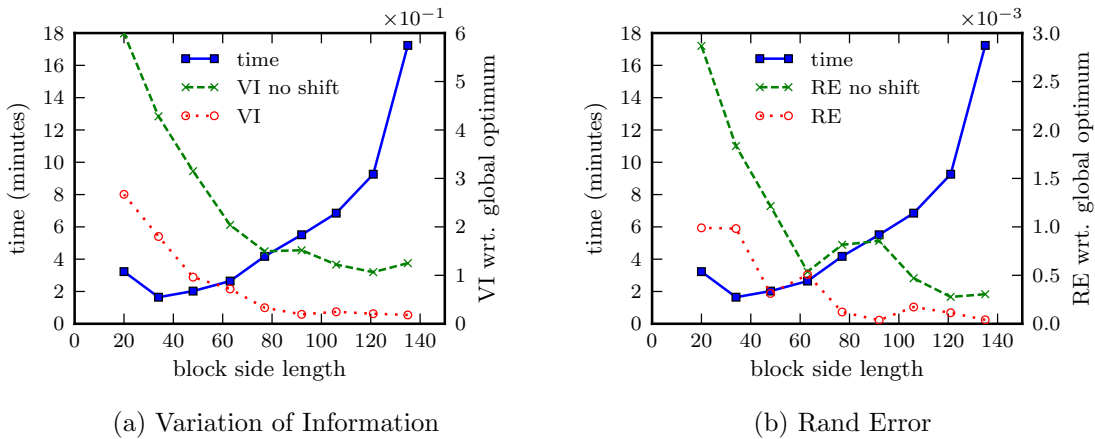 ×10⁻¹
18
16
14
12
10
8
6
4
2
0
time (minutes)
time
VI no shift
VI
6
5
4
3
2
1
0
VI wrt. global optimum
0 20 40 60 80 100 120 140
block side length
(a) Variation of Information
×10⁻³
18
16
14
12
10
8
6
4
2
0
time (minutes)
time
RE no shift
RE
3.0
2.5
2.0
1.5
1.0
0.5
0.0
RE wrt. global optimum
0 20 40 60 80 100 120 140
block side length
(b) Rand Error